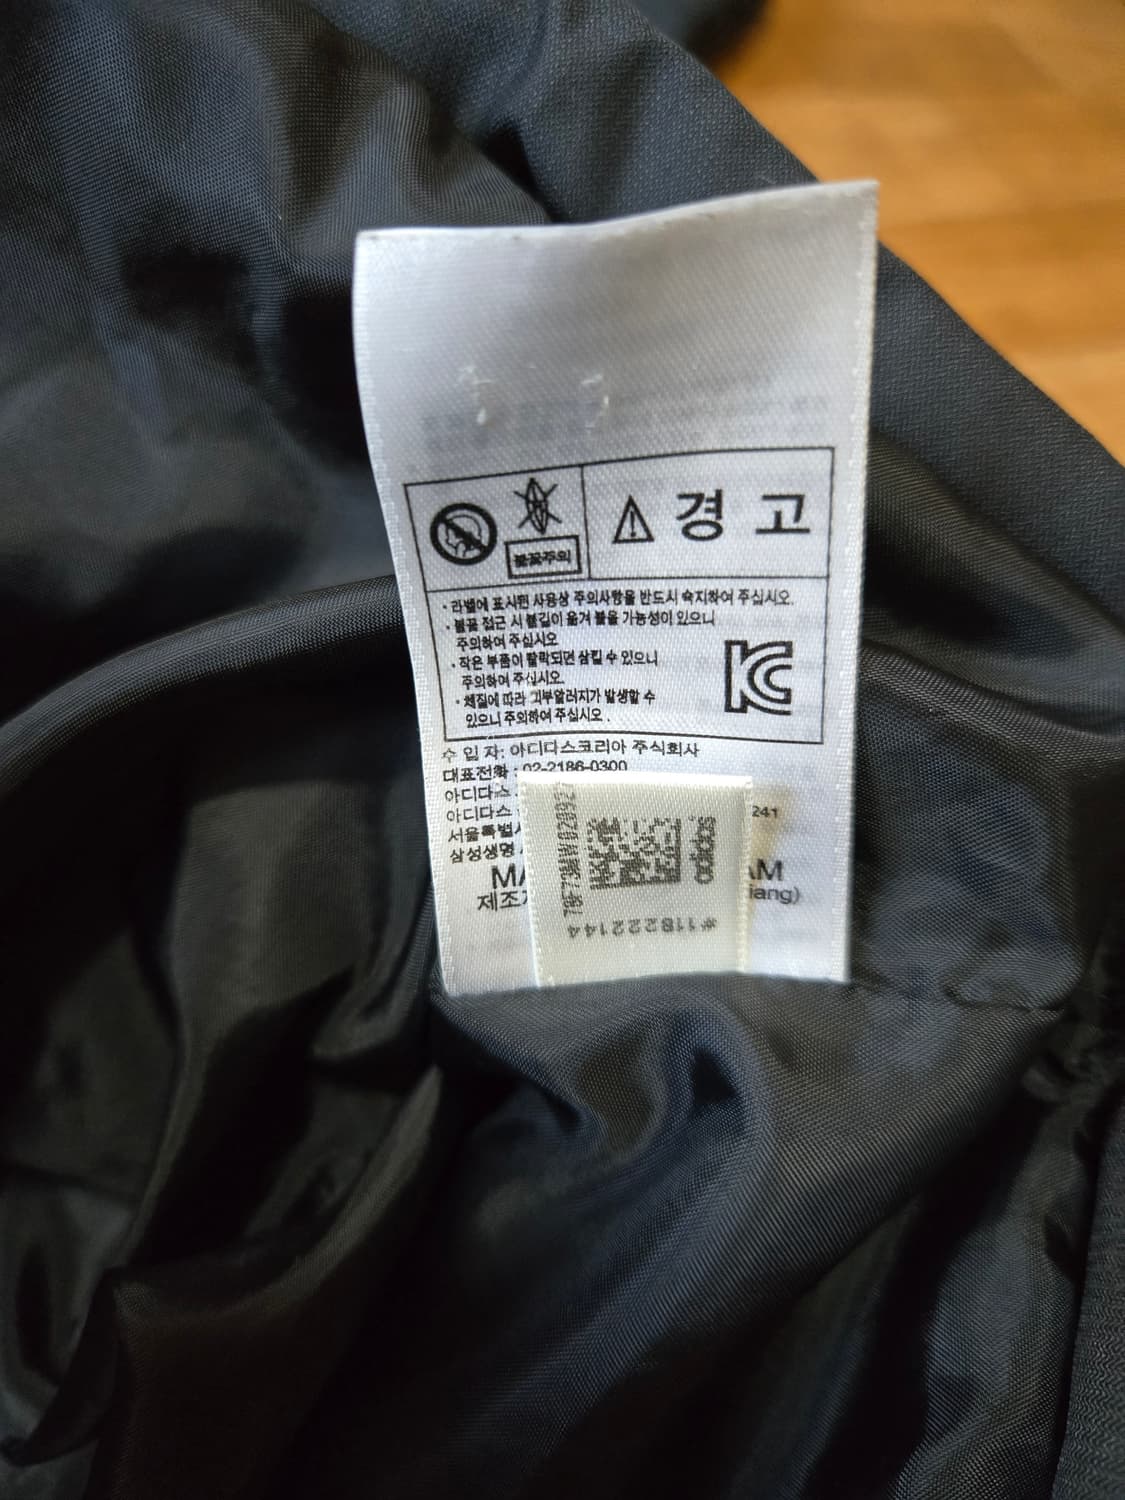 불꽃주의
경 고
· 라벨에 표시된 사용상 주의사항을 반드시 숙지하여 주십시오.
· 불꽃 접근 시 불길이 옮겨 붙을 가능성이 있으니
주의하여 주십시오
· 작은 부품이 탈락되면 삼킬 수 있으니
주의하여 주십시오.
· 체질에 따라 피부알러지가 발생할 수
있으니 주의하여 주십시오.
수 입 자: 아디다스코리아 주식회사
대표전화 : 02-2186-0300
아디다스
아디다스 241
서울특별시
삼성생명
MA AM
제조 iang)
adidas
#118222144